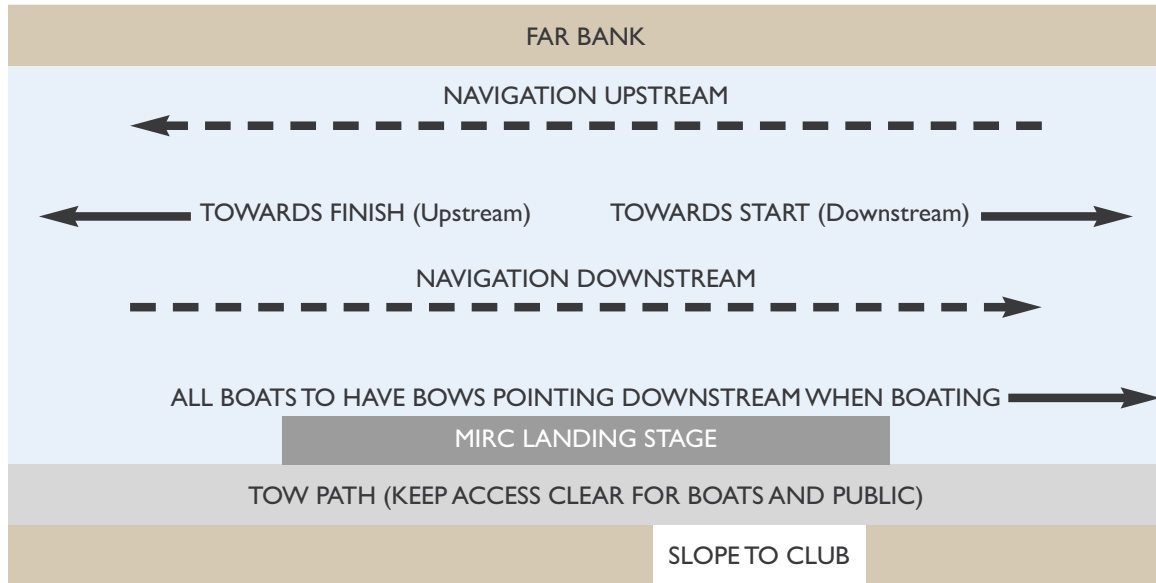 FAR BANK
NAVIGATION UPSTREAM
TOWARDS FINISH (Upstream)
TOWARDS START (Downstream)
NAVIGATION DOWNSTREAM
ALL BOATS TO HAVE BOWS POINTING DOWNSTREAM WHEN BOATING
MIRC LANDING STAGE
TOW PATH (KEEP ACCESS CLEAR FOR BOATS AND PUBLIC)
SLOPE TO CLUB